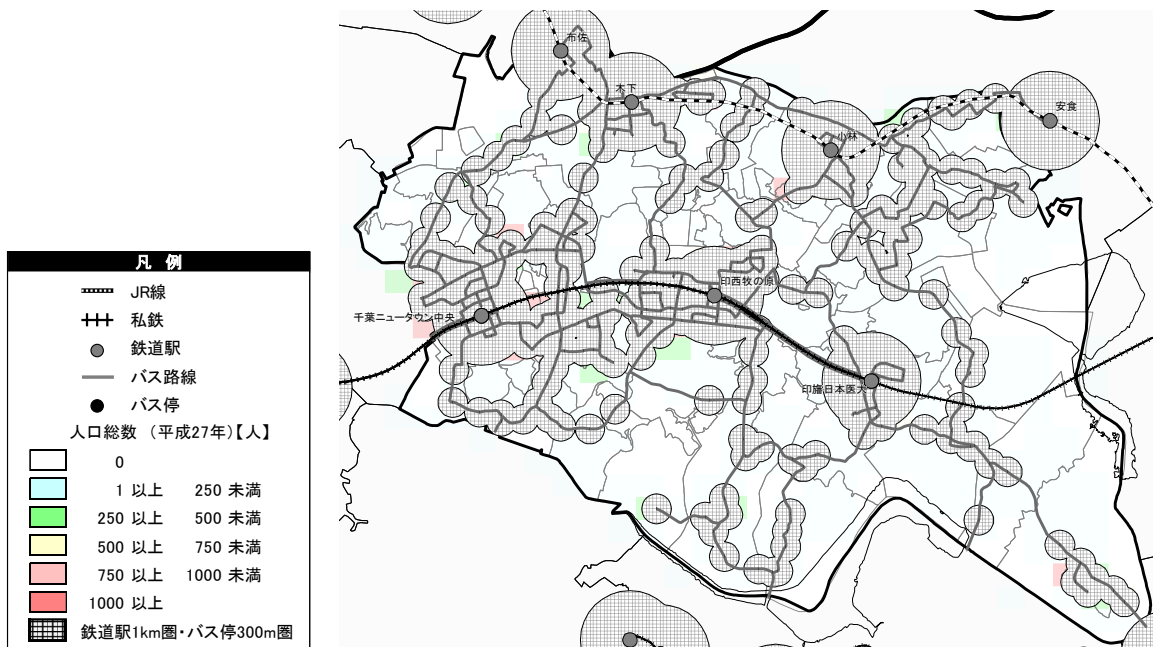 凡 例
JR線
私鉄
鉄道駅
バス路線
バス停
人口総数 （平成27年）【人】
0
1 以上 250 未満
250 以上 500 未満
500 以上 750 未満
750 以上 1000 未満
1000 以上
鉄道駅1km圏・バス停300m圏
布佐
木下
安食
小林
印西牧の原
千葉ニュータウン中央
印旛日本医大